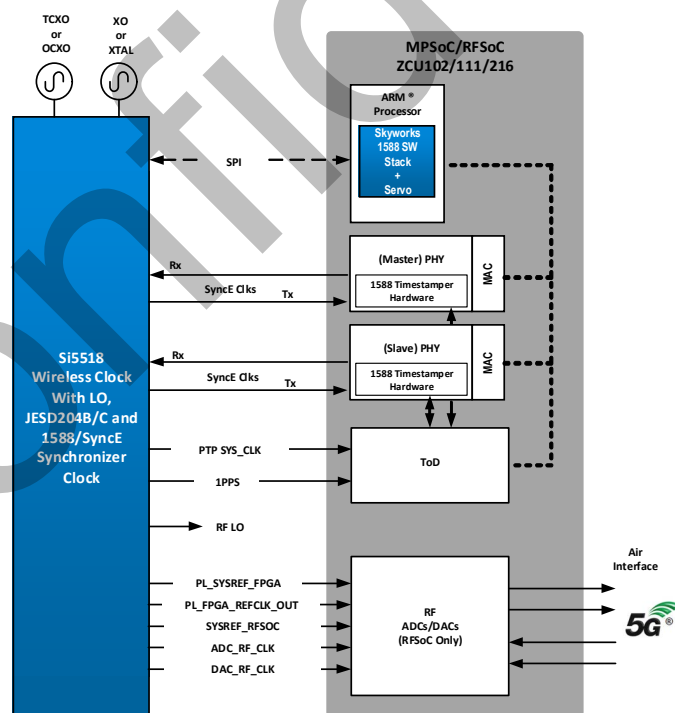 TCXO
or
OCXO
XO
or
XTAL
MPSoC/RFSoC
ZCU102/111/216
ARM ®
Processor
Skyworks
1588 SW
Stack
+
Servo
SPI
(Master) PHY
1588 Timestamper
Hardware
MAC
Rx
SyncE Clks
Tx
(Slave) PHY
1588 Timestamper
Hardware
MAC
Rx
SyncE Clks
Tx
Si5518
Wireless Clock
With LO,
JESD204B/C and
1588/SyncE
Synchronizer
Clock
PTP SYS_CLK
1PPS
ToD
RF LO
PL_SYSREF_FPGA
PL_FPGA_REFCLK_OUT
SYSREF_RFSOC
ADC_RF_CLK
DAC_RF_CLK
RF
ADCs/DACs
(RFSoC Only)
Air
Interface
5G ®